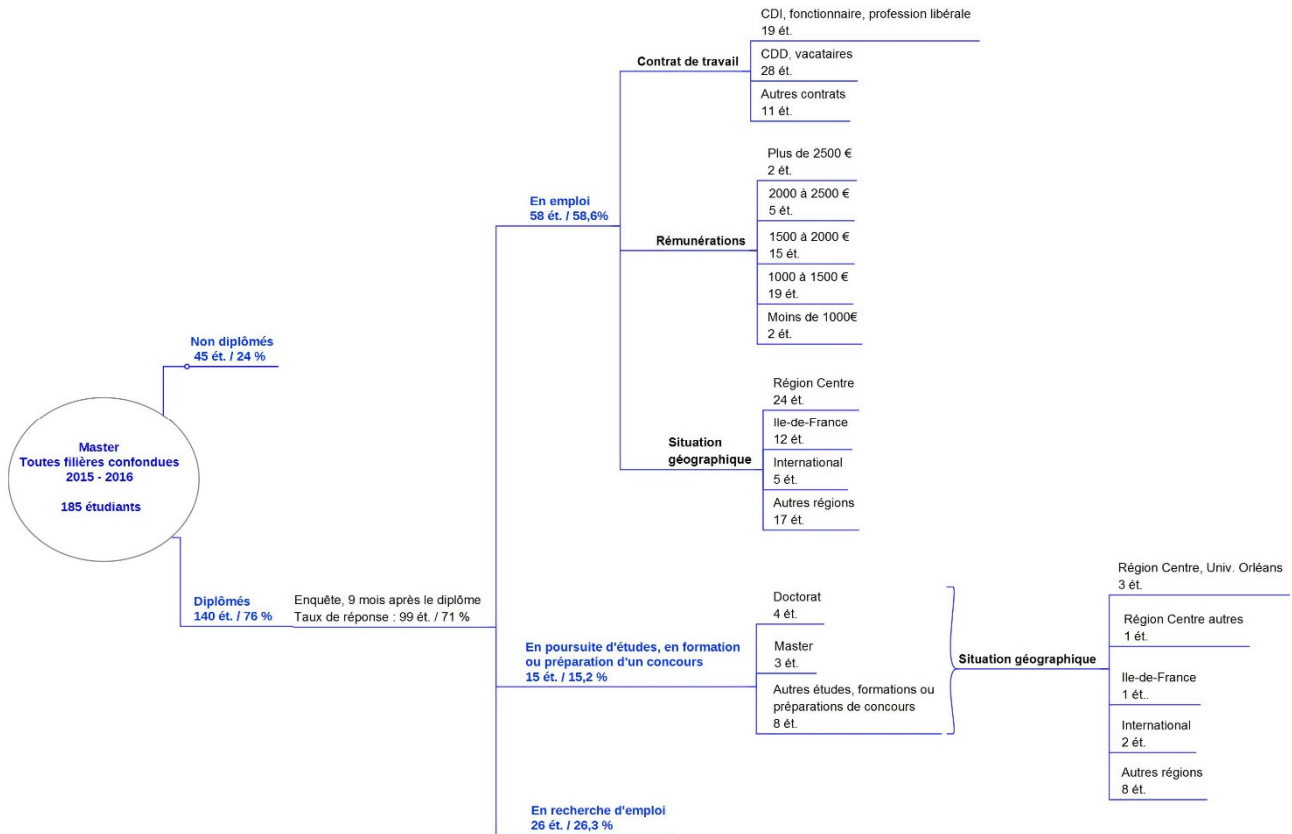 Master
Toutes filières confondues
2015 - 2016
185 étudiants
Non diplômés
45 ét. / 24 %
Diplômés
140 ét. / 76 %
Enquête, 9 mois après le diplôme
Taux de réponse : 99 ét. / 71 %
En emploi
58 ét. / 58,6%
Contrat de travail
CDI, fonctionnaire, profession libérale
19 ét.
CDD, vacataires
28 ét.
Autres contrats
11 ét.
Rémunérations
Plus de 2500 €
2 ét.
2000 à 2500 €
5 ét.
1500 à 2000 €
15 ét.
1000 à 1500 €
19 ét.
Moins de 1000€
2 ét.
Situation
géographique
Région Centre
24 ét.
Ile-de-France
12 ét.
International
5 ét.
Autres régions
17 ét.
En poursuite d'études, en formation
ou préparation d'un concours
15 ét. / 15,2 %
Doctorat
4 ét.
Master
3 ét.
Autres études, formations ou
préparations de concours
8 ét.
Situation géographique
Région Centre, Univ. Orléans
3 ét.
Région Centre autres
1 ét.
Ile-de-France
1 ét..
International
2 ét.
Autres régions
8 ét.
En recherche d'emploi
26 ét. / 26,3 %